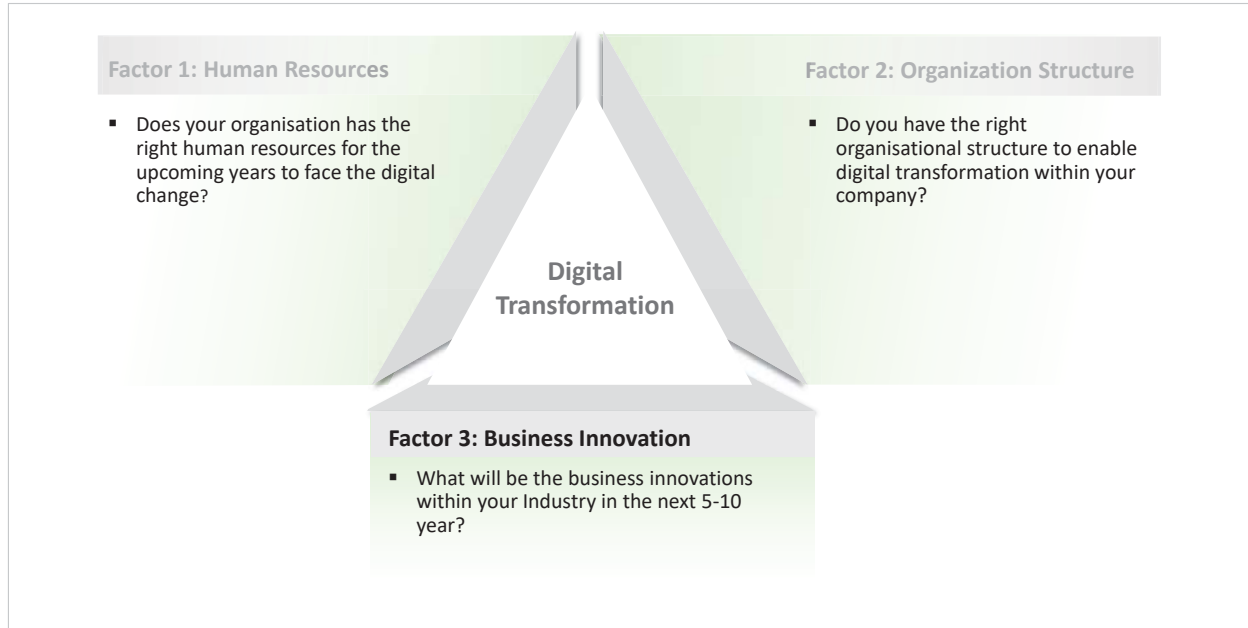 Factor 1: Human Resources
▪ Does your organisation has the
right human resources for the
upcoming years to face the digital
change?
Factor 2: Organization Structure
▪ Do you have the right
organisational structure to enable
digital transformation within your
company?
Digital
Transformation
Factor 3: Business Innovation
▪ What will be the business innovations
within your Industry in the next 5-10
year?